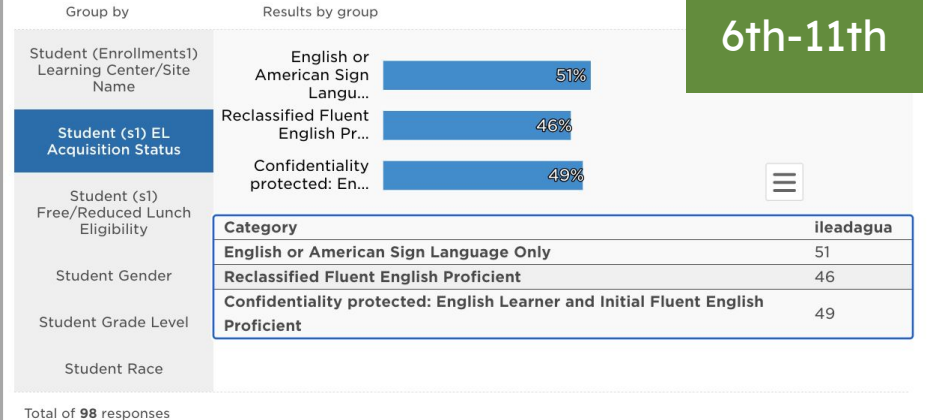 Group by
Results by group
6th-11th
Student (Enrollments1)
Learning Center/Site
Name
Student (s1) EL
Acquisition Status
Student (s1)
Free/Reduced Lunch
Eligibility
Student Gender
Student Grade Level
Student Race
English or
American Sign
Langu...
51%
Reclassified Fluent
English Pr...
46%
Confidentiality
protected: En...
49%
Category ileadagua
English or American Sign Language Only 51
Reclassified Fluent English Proficient 46
Confidentiality protected: English Learner and Initial Fluent English
Proficient 49
Total of 98 responses